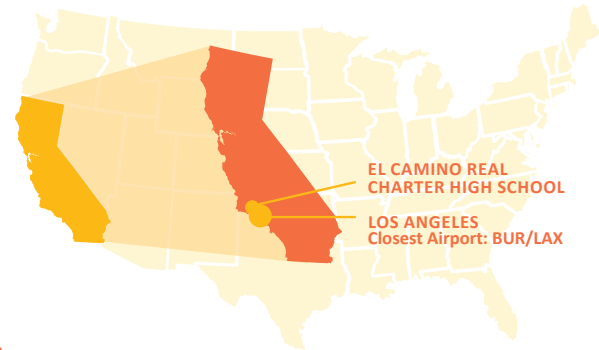 EL CAMINO REAL
CHARTER HIGH SCHOOL
LOS ANGELES
Closest Airport: BUR/LAX